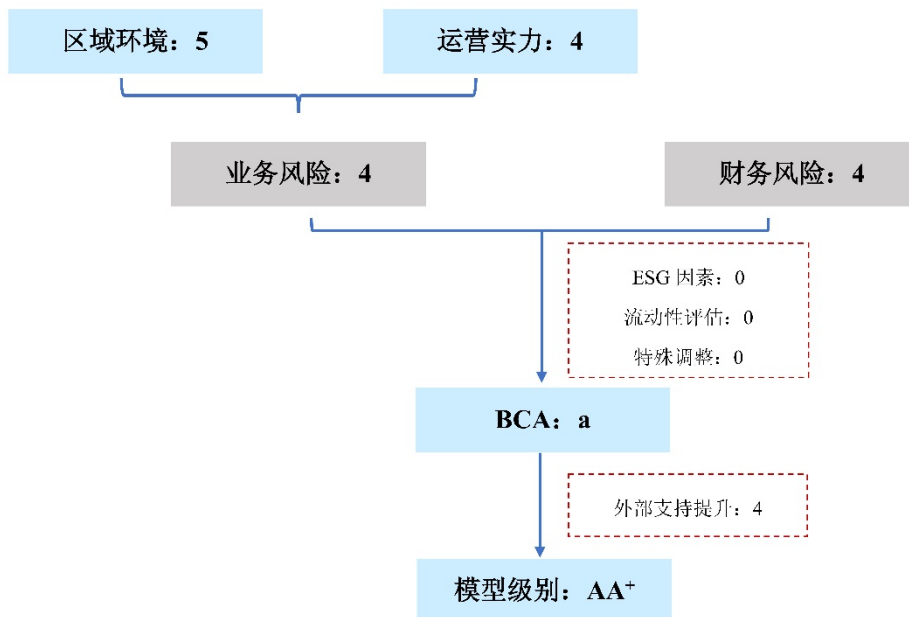 区域环境：5
运营实力：4
业务风险：4
财务风险：4
ESG 因素：0
流动性评估：0
特殊调整：0
BCA：a
外部支持提升：4
模型级别：AA⁺